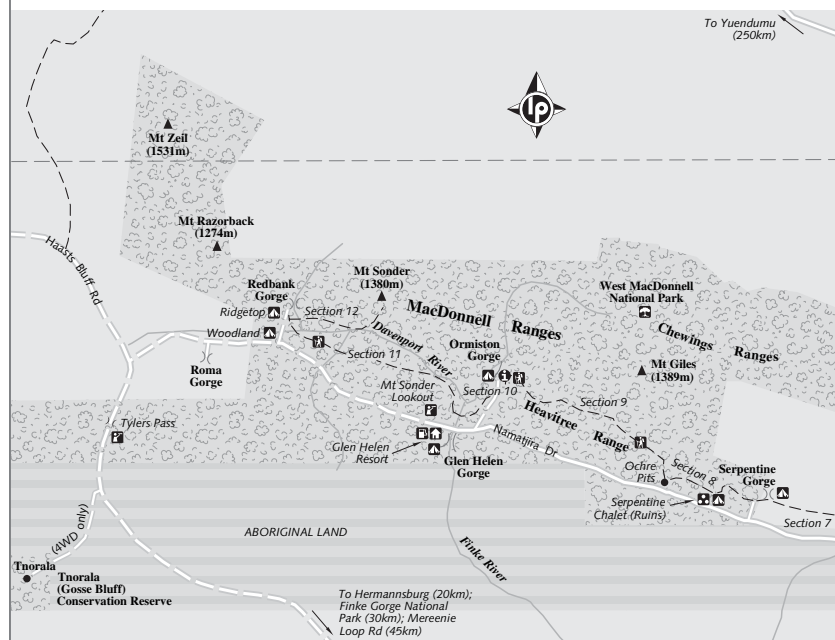 To Yuendumu
(250km)
lp
Mt Zeil
(1531m)
Mt Razorback
(1274m)
Haasts Bluff Rd
Redbank
Gorge
Mt Sonder
(1380m)
West MacDonnell
National Park
Ridgetop
Section 12
MacDonnell Ranges
Chewings Ranges
Woodland
Davenport River
Ormiston
Gorge
Section 11
Roma
Gorge
Mt Giles
(1389m)
Mt Sonder
Lookout
Section 10
Section 9
Heavitree Range
Tylers Pass
Namatjira Dr
Glen Helen
Resort
Glen Helen
Gorge
Ochre
Pits
Section 8
Serpentine
Gorge
Serpentine
Chalet (Ruins)
Section 7
(4WD only)
ABORIGINAL LAND
Finke River
Tnorala
Tnorala
(Gosse Bluff)
Conservation Reserve
To Hermannsburg (20km);
Finke Gorge National
Park (30km); Mereenie
Loop Rd (45km)